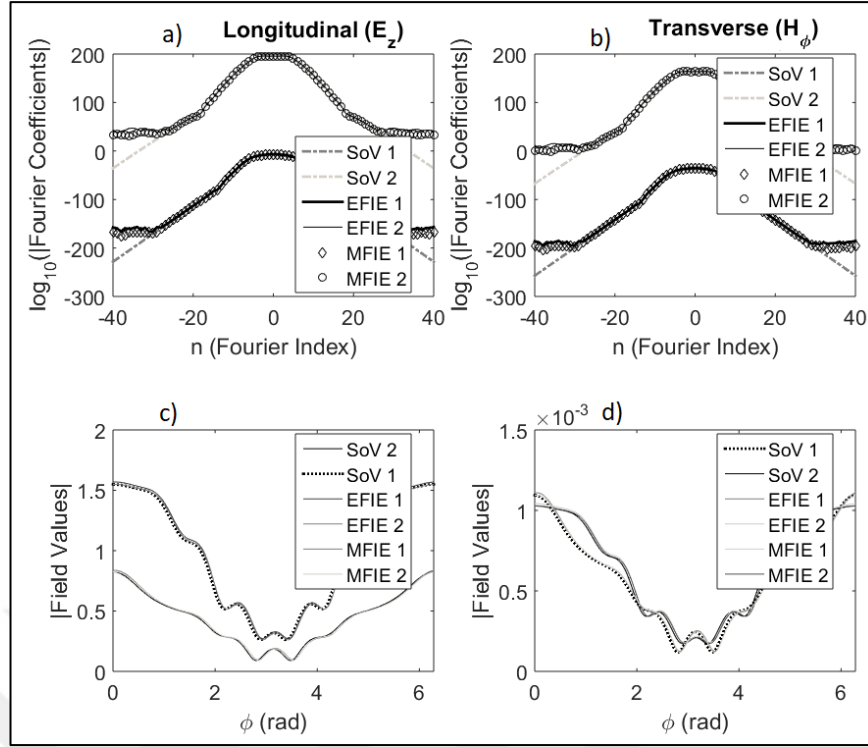 a) Longitudinal (E_z)
log_10(|Fourier Coefficients|)
200
100
0
-100
-200
-300
-40 -20 0 20 40
n (Fourier Index)
SoV 1
SoV 2
EFIE 1
EFIE 2
MFIE 1
MFIE 2
b) Transverse (H_ϕ)
log_10(|Fourier Coefficients|)
200
100
0
-100
-200
-300
-40 -20 0 20 40
n (Fourier Index)
SoV 1
SoV 2
EFIE 1
EFIE 2
MFIE 1
MFIE 2
c)
|Field Values|
2
1.5
1
0.5
0
0 2 4 6
ϕ (rad)
SoV 2
SoV 1
EFIE 1
EFIE 2
MFIE 1
MFIE 2
×10^-3 d)
|Field Values|
1.5
1
0.5
0
0 2 4 6
ϕ (rad)
SoV 1
SoV 2
EFIE 1
EFIE 2
MFIE 1
MFIE 2